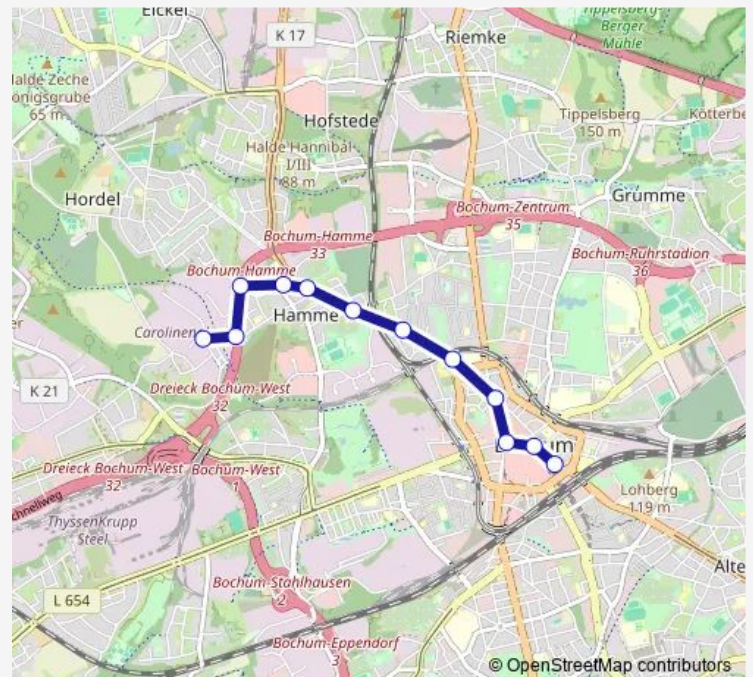 Eickel
K 17
Riemke
Tippelsberg-
Berger
Mühle
Halde Zeche
önigsgrube
65 m
Hofstede
Tippelsberg
150 m
Kötterbe
Halde Hannibal
I/III
88 m
Hordel
Grumme
Bochum-Zentrum
35
Bochum-Hamme
33
Bochum-Ruhrstadion
36
Bochum-Hamme
Hamme
Carolinen
K 21
Dreieck Bochum-West
32
Dreieck Bochum-West
32
Bochum-West
1
chnellweg
ThyssenKrupp
Steel
Lohberg
119 m
Alte
Bochum-Stahlhausen
2
L 654
Bochum-Eppendorf
3
© OpenStreetMap contributors